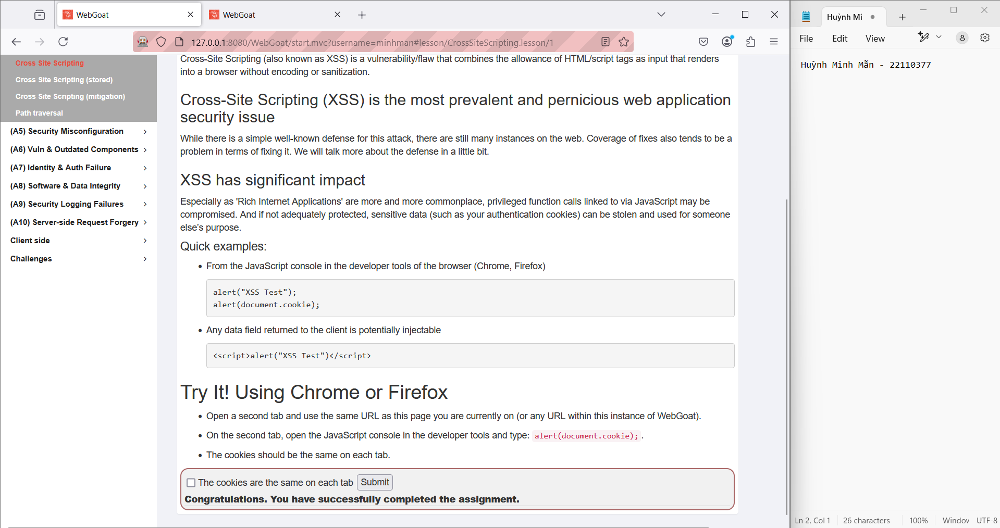 WebGoat
WebGoat
127.0.0.1:8080/WebGoat/start.mvc?username=minhman#lesson/CrossSiteScripting.lesson/1
Cross Site Scripting
Cross Site Scripting (stored)
Cross Site Scripting (mitigation)
Path traversal
(A5) Security Misconfiguration
(A6) Vuln & Outdated Components
(A7) Identity & Auth Failure
(A8) Software & Data Integrity
(A9) Security Logging Failures
(A10) Server-side Request Forgery
Client side
Challenges
Cross-Site Scripting (also known as XSS) is a vulnerability/flaw that combines the allowance of HTML/script tags as input that renders
into a browser without encoding or sanitization.
Cross-Site Scripting (XSS) is the most prevalent and pernicious web application
security issue
While there is a simple well-known defense for this attack, there are still many instances on the web. Coverage of fixes also tends to be a
problem in terms of fixing it. We will talk more about the defense in a little bit.
XSS has significant impact
Especially as 'Rich Internet Applications' are more and more commonplace, privileged function calls linked to via JavaScript may be
compromised. And if not adequately protected, sensitive data (such as your authentication cookies) can be stolen and used for someone
else’s purpose.
Quick examples:
• From the JavaScript console in the developer tools of the browser (Chrome, Firefox)
alert("XSS Test");
alert(document.cookie);
• Any data field returned to the client is potentially injectable
<script>alert("XSS Test")</script>
Try It! Using Chrome or Firefox
• Open a second tab and use the same URL as this page you are currently on (or any URL within this instance of WebGoat).
• On the second tab, open the JavaScript console in the developer tools and type: alert(document.cookie); .
• The cookies should be the same on each tab.
The cookies are the same on each tab Submit
Congratulations. You have successfully completed the assignment.
Huỳnh Mi
File Edit View
Huỳnh Minh Mẫn - 22110377
Ln 2, Col 1 26 characters 100% Window UTF-8